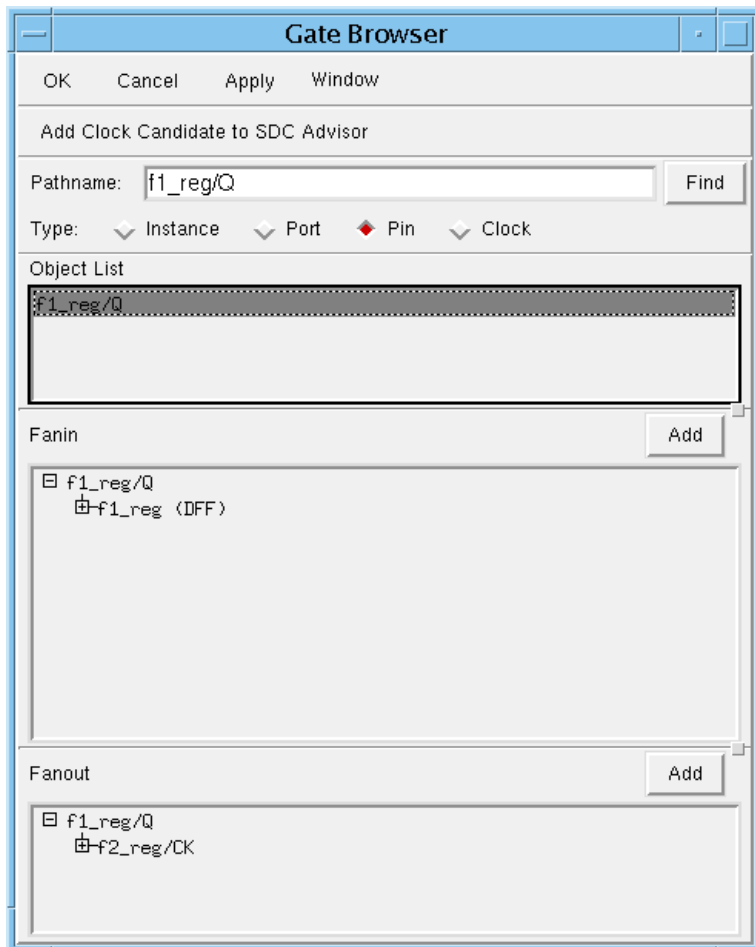 Gate Browser
OK Cancel Apply Window
Add Clock Candidate to SDC Advisor
Pathname: f1_reg/Q Find
Type: Instance Port Pin Clock
Object List
f1_reg/Q
Fanin Add
f1_reg/Q
f1_reg (DFF)
Fanout Add
f1_reg/Q
f2_reg/CK